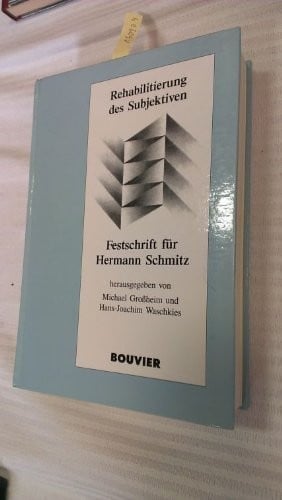 Rehabilitierung
des Subjektiven
Festschrift für
Hermann Schmitz
herausgegeben von
Michael Großheim und
Hans-Joachim Waschkies
BOUVIER